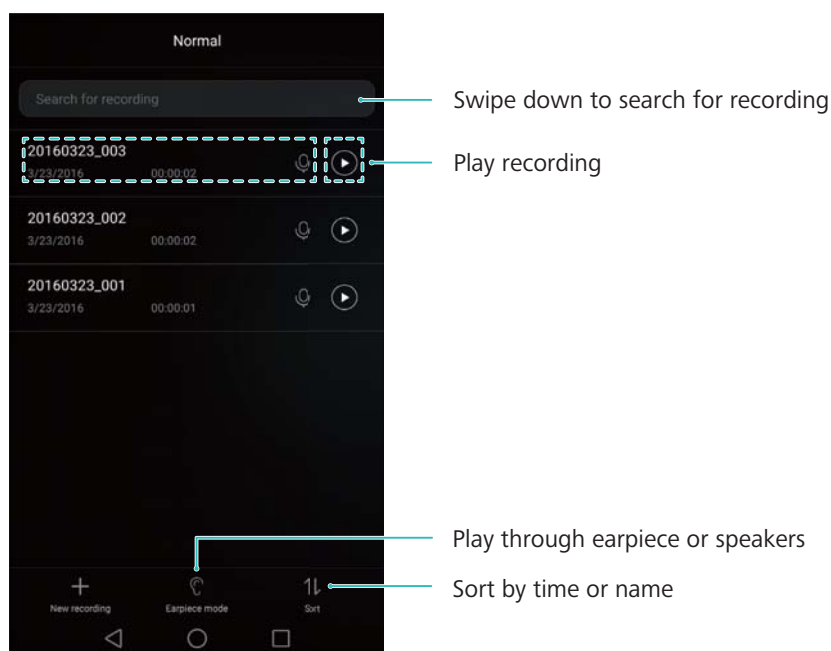 Normal
Search for recording
Swipe down to search for recording
20160323_003
3/23/2016 00:00:02
Play recording
20160323_002
3/23/2016 00:00:02
20160323_001
3/23/2016 00:00:01
Play through earpiece or speakers
Sort by time or name
New recording Earpiece mode Sort